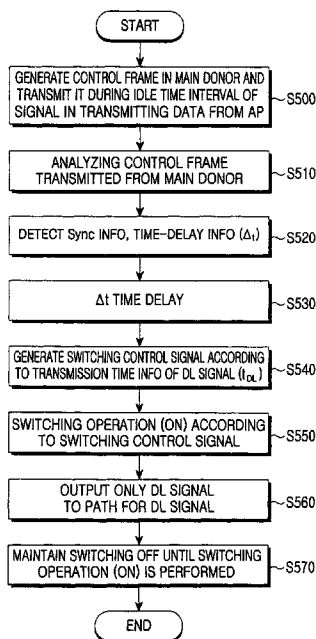 START
GENERATE CONTROL FRAME IN MAIN DONOR AND
TRANSMIT IT DURING IDLE TIME INTERVAL OF
SIGNAL IN TRANSMITTING DATA FROM AP
S500
ANALYZING CONTROL FRAME
TRANSMITTED FROM MAIN DONOR
S510
DETECT Sync INFO, TIME-DELAY INFO (Δt)
S520
Δt TIME DELAY
S530
GENERATE SWITCHING CONTROL SIGNAL ACCORDING
TO TRANSMISSION TIME INFO OF DL SIGNAL (tDL)
S540
SWITCHING OPERATION (ON) ACCORDING
TO SWITCHING CONTROL SIGNAL
S550
OUTPUT ONLY DL SIGNAL
TO PATH FOR DL SIGNAL
S560
MAINTAIN SWITCHING OFF UNTIL SWITCHING
OPERATION (ON) IS PERFORMED
S570
END